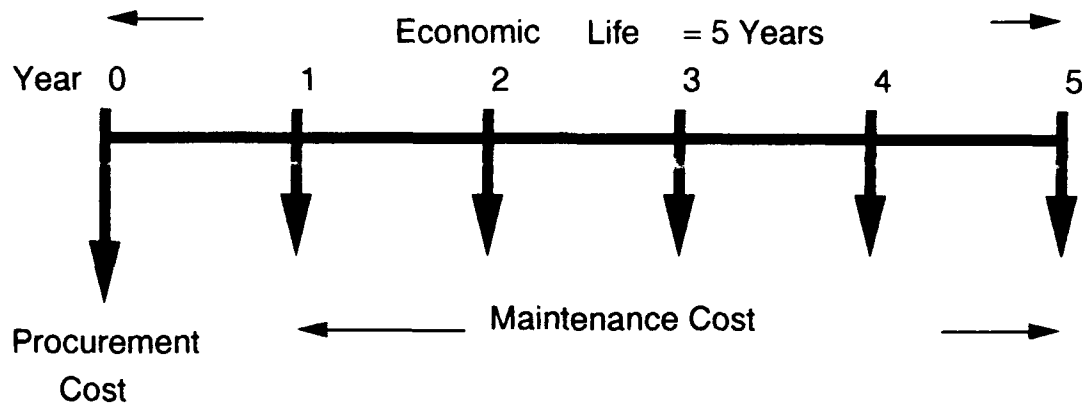 Economic Life = 5 Years
Year 0 1 2 3 4 5
Maintenance Cost
Procurement
Cost